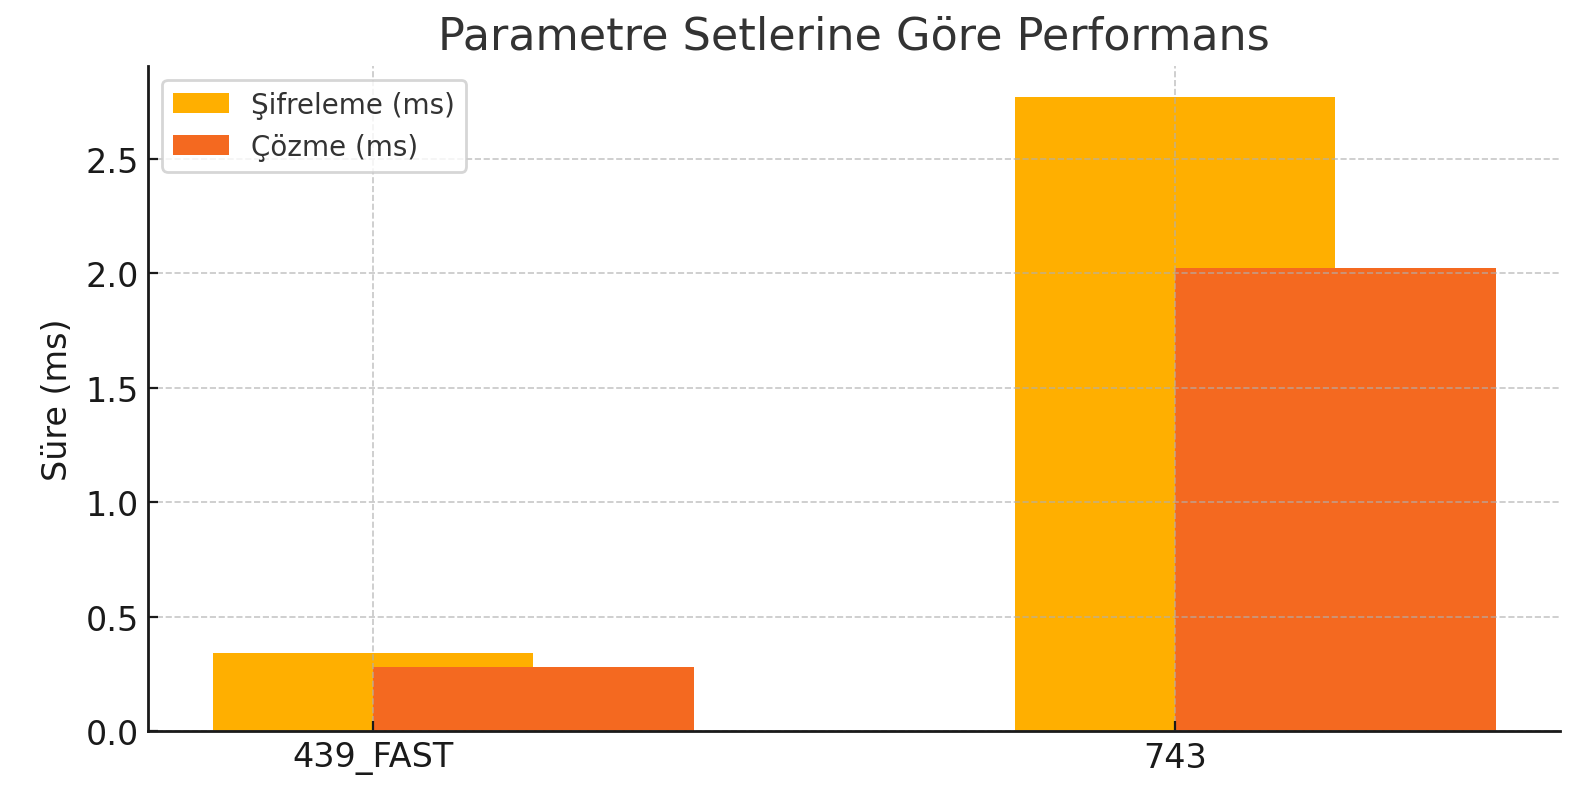 Parametre Setlerine Göre Performans
Şifreleme (ms)
Çözme (ms)
Süre (ms)
2.5
2.0
1.5
1.0
0.5
0.0
439_FAST
743